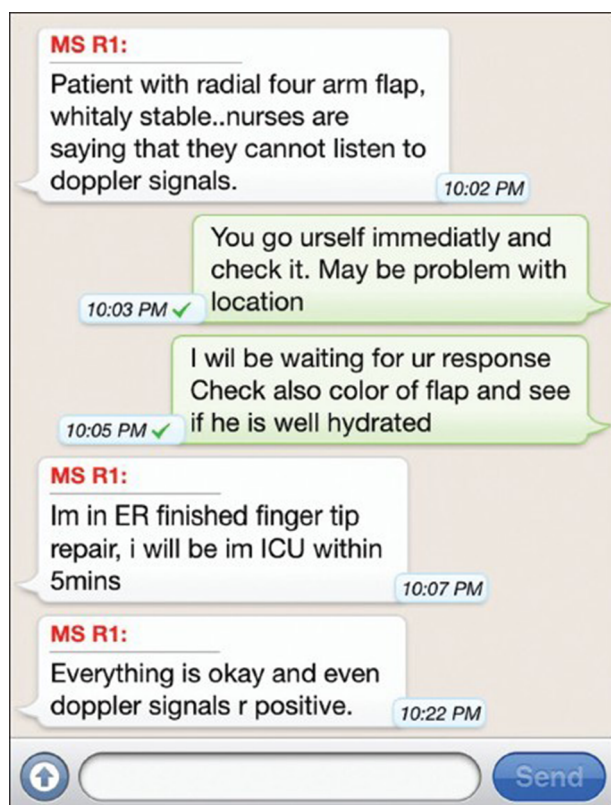 MS R1:
Patient with radial four arm flap,
whitaly stable..nurses are
saying that they cannot listen to
doppler signals.
10:02 PM
You go urself immediatly and
check it. May be problem with
location
10:03 PM
I wil be waiting for ur response
Check also color of flap and see
if he is well hydrated
10:05 PM
MS R1:
Im in ER finished finger tip
repair, i will be im ICU within
5mins
10:07 PM
MS R1:
Everything is okay and even
doppler signals r positive.
10:22 PM
Send